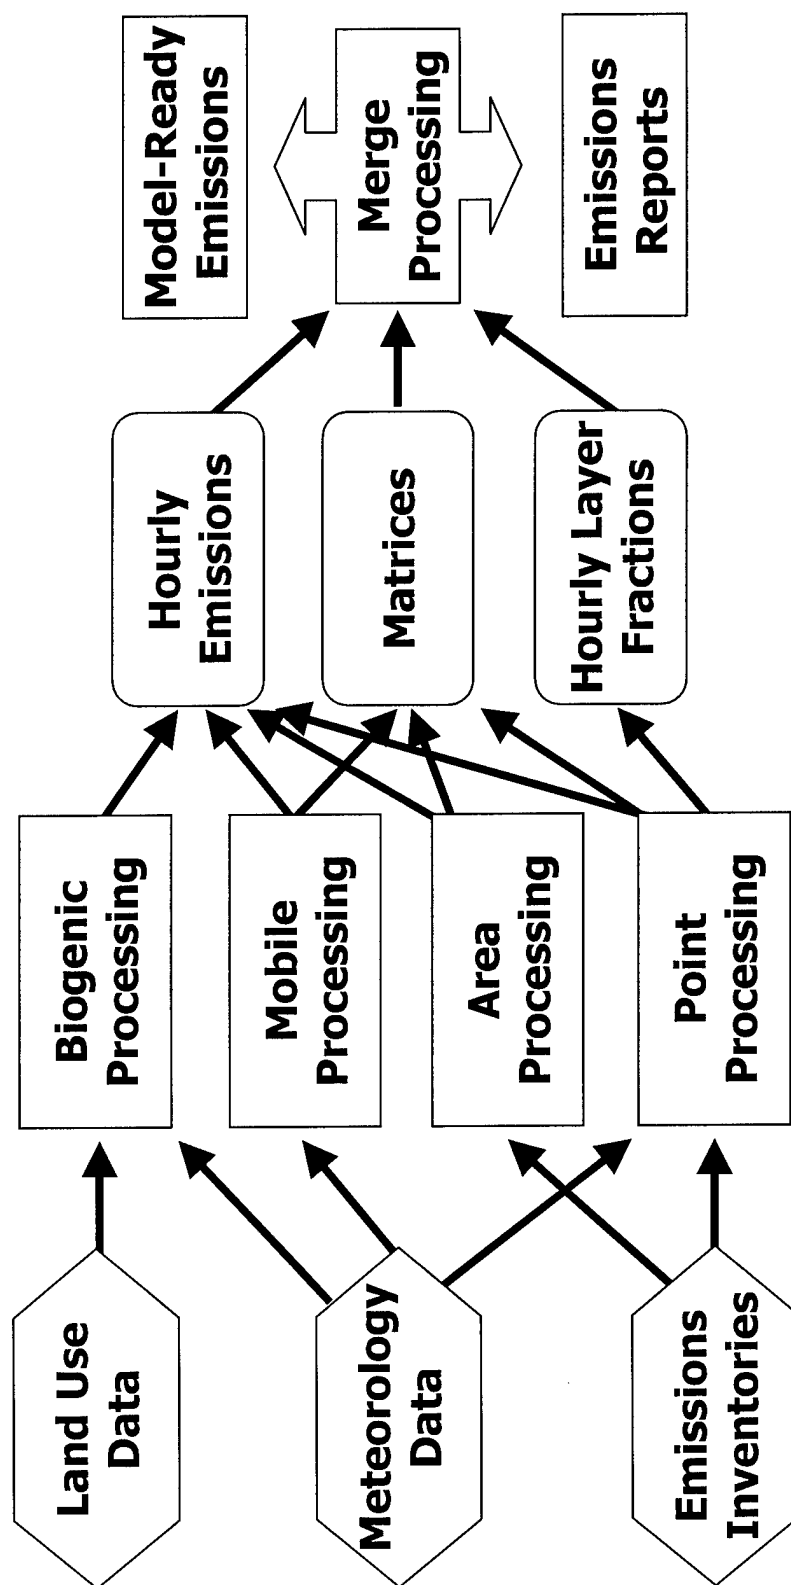 Land Use
Data
Meteorology
Data
Emissions
Inventories
Biogenic
Processing
Mobile
Processing
Area
Processing
Point
Processing
Hourly
Emissions
Matrices
Hourly Layer
Fractions
Model-Ready
Emissions
Merge
Processing
Emissions
Reports